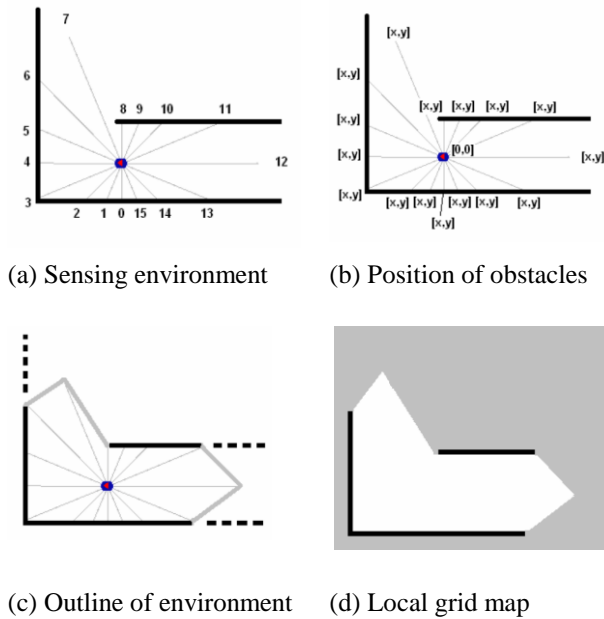 7
6
8 9 10 11
5
4 12
3
2 1 0 15 14 13
[x,y]
[x,y]
[x,y] [x,y] [x,y] [x,y]
[x,y]
[x,y] [0,0] [x,y]
[x,y]
[x,y] [x,y] [x,y] [x,y] [x,y]
[x,y]
(a) Sensing environment
(b) Position of obstacles
(c) Outline of environment
(d) Local grid map